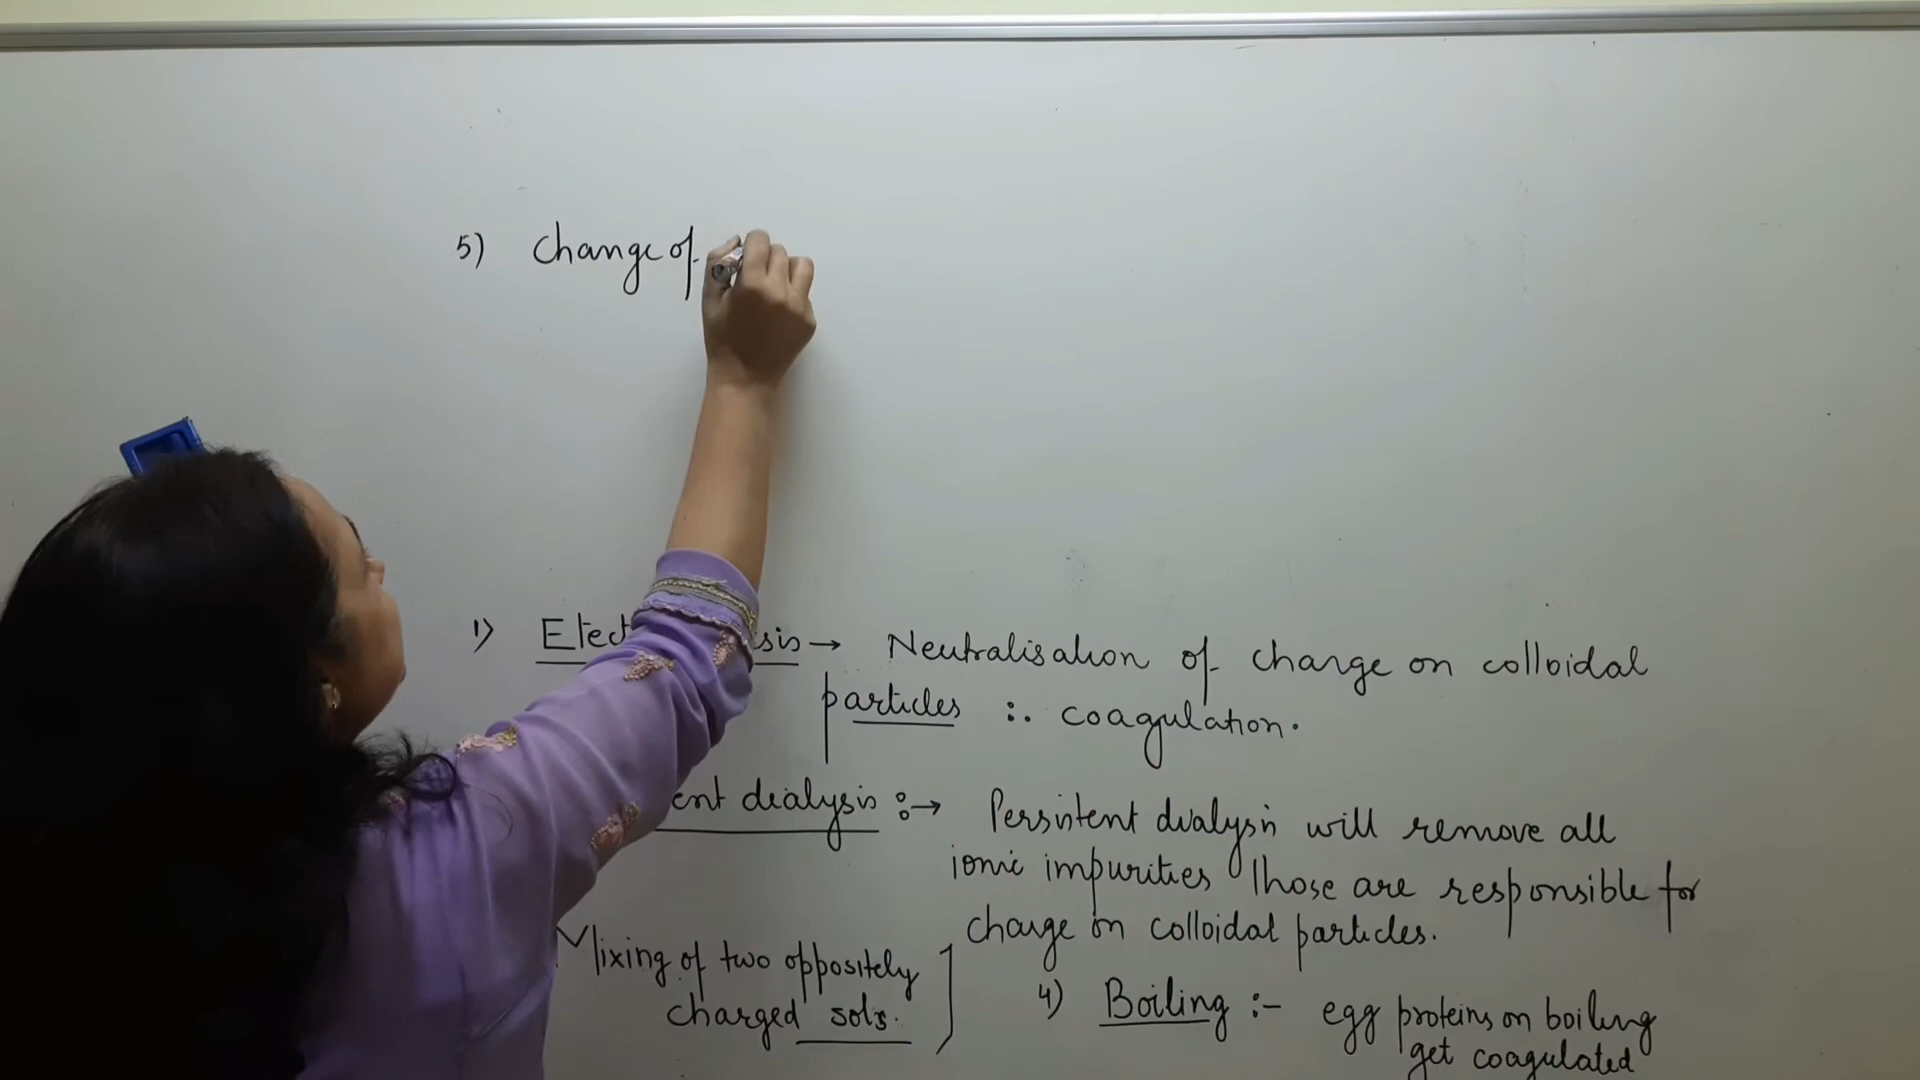 5) Change of
1) Elect sis → Neutralisation of charge on colloidal
particles ∴ coagulation.
ent dialysis :→ Persistent dialysis will remove all
ionic impurities Those are responsible for
charge on colloidal particles.
Mixing of two oppositely
charged sols.
4) Boiling :- egg proteins on boiling
get coagulated